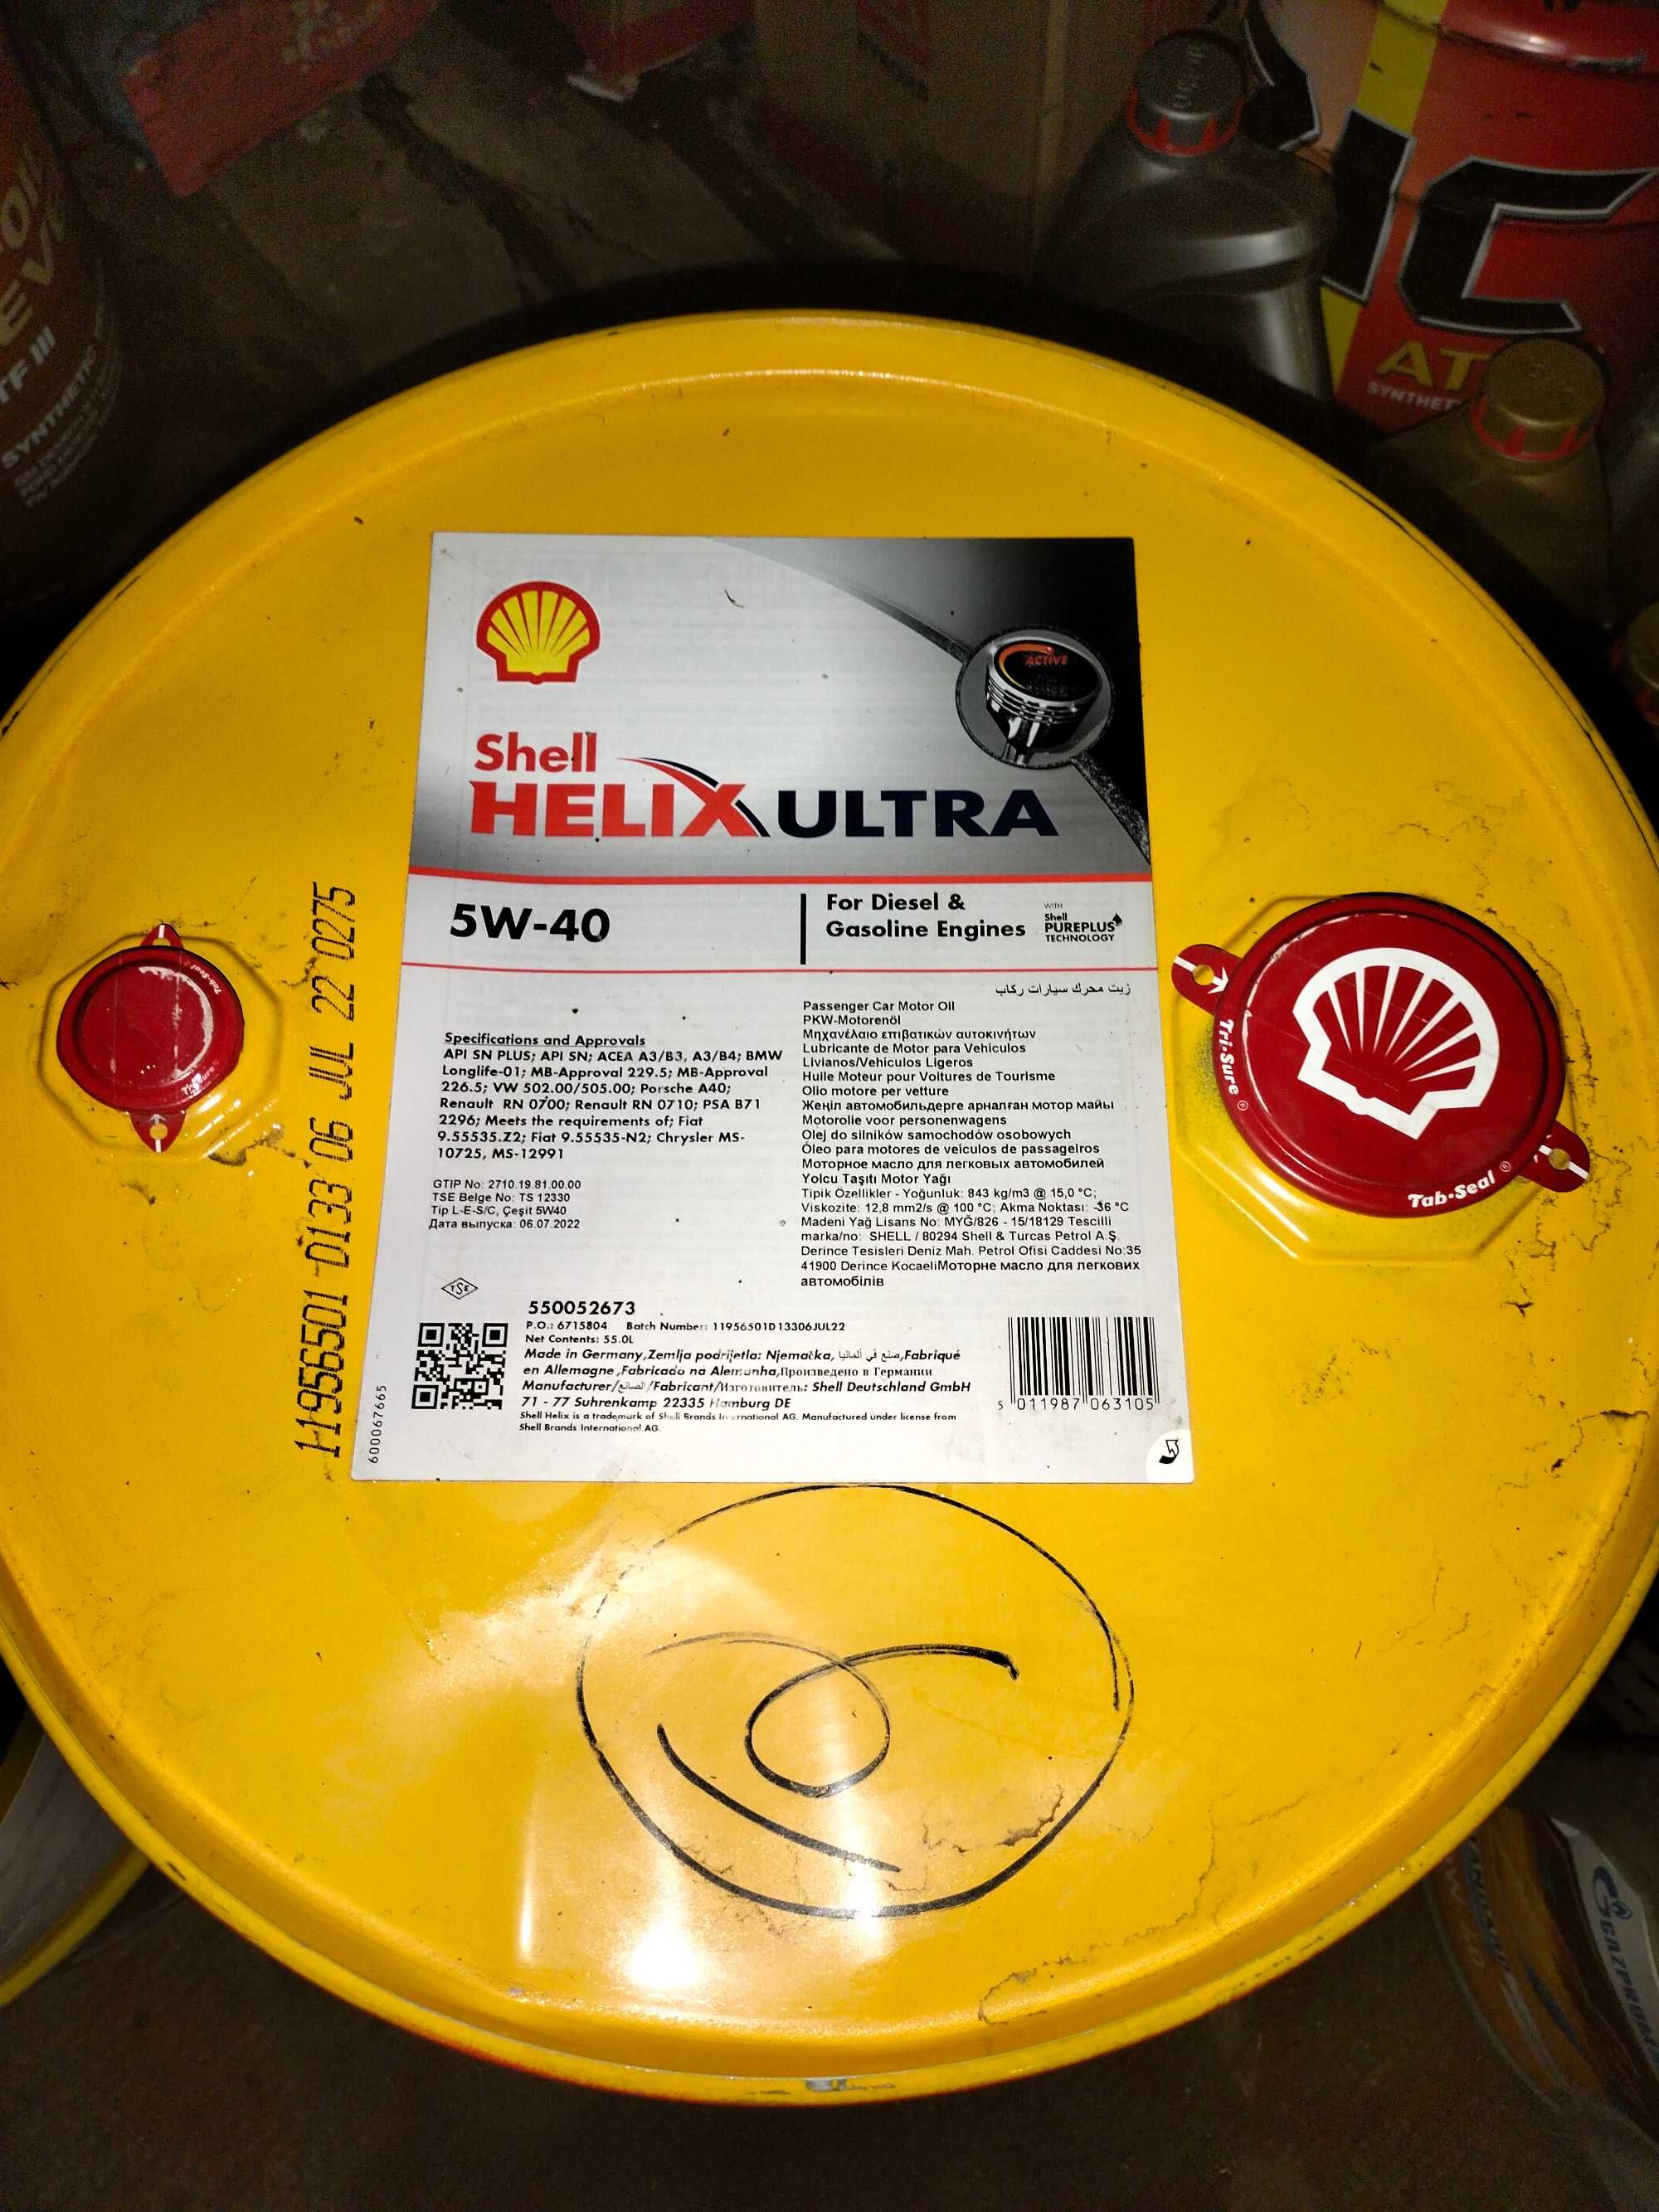 TF III
SYNTHETIC
AT
SYNTHET
ACTIVE
Shell
HELIX ULTRA
5W-40
For Diesel &
Gasoline Engines
WITH
Shell
PUREPLUS
TECHNOLOGY
زيت محرك سيارات ركاب
Passenger Car Motor Oil
PKW-Motorenöl
Μηχανέλαιο επιβατικών αυτοκινήτων
Lubricante de Motor para Vehículos
Livianos/Vehículos Ligeros
Huile Moteur pour Voitures de Tourisme
Olio motore per vetture
Жеңіл автомобильдерге арналған мотор майы
Motorolie voor personenwagens
Olej do silników samochodów osobowych
Óleo para motores de veículos de passageiros
Моторное масло для легковых автомобилей
Yolcu Taşıtı Motor Yağı
Tipik Özellikler - Yoğunluk: 843 kg/m3 @ 15,0 °C;
Viskozite: 12,8 mm2/s @ 100 °C; Akma Noktası: -36 °C
Madeni Yağ Lisans No: MYĞ/826 - 15/18129 Tescilli
marka/no: SHELL / 80294 Shell & Turcas Petrol A.Ş.
Derince Tesisleri Deniz Mah. Petrol Ofisi Caddesi No:35
41900 Derince KocaeliМоторне масло для легкових
автомобілів
Specifications and Approvals
API SN PLUS; API SN; ACEA A3/B3, A3/B4; BMW
Longlife-01; MB-Approval 229.5; MB-Approval
226.5; VW 502.00/505.00; Porsche A40;
Renault RN 0700; Renault RN 0710; PSA B71
2296; Meets the requirements of; Fiat
9.55535.Z2; Fiat 9.55535-N2; Chrysler MS-
10725, MS-12991
GTIP No: 2710.19.81.00.00
TSE Belge No: TS 12330
Tip L-E-S/C, Çeşit 5W40
Дата выпуска: 06.07.2022
TSE
550052673
P.O.: 6715804 Batch Number: 11956501D13306JUL22
Net Contents: 55.0L
Made in Germany,Zemlja podrijetla: Njemačka, صنع في ألمانيا,Fabriqué
en Allemagne,Fabricado na Alemanha,Произведено в Германии
Manufacturer/الصانع/Fabricant/Изготовитель: Shell Deutschland GmbH
71 - 77 Suhrenkamp 22335 Hamburg DE
Shell Helix is a trademark of Shell Brands International AG. Manufactured under license from
Shell Brands International AG.
5 011987 063105
600067665
11956501 D133 06 JUL 22 0275
Tab-Seal ®
Tri-Sure ®
Tri-Sure ®
Tab-Seal ®
GAZPROM